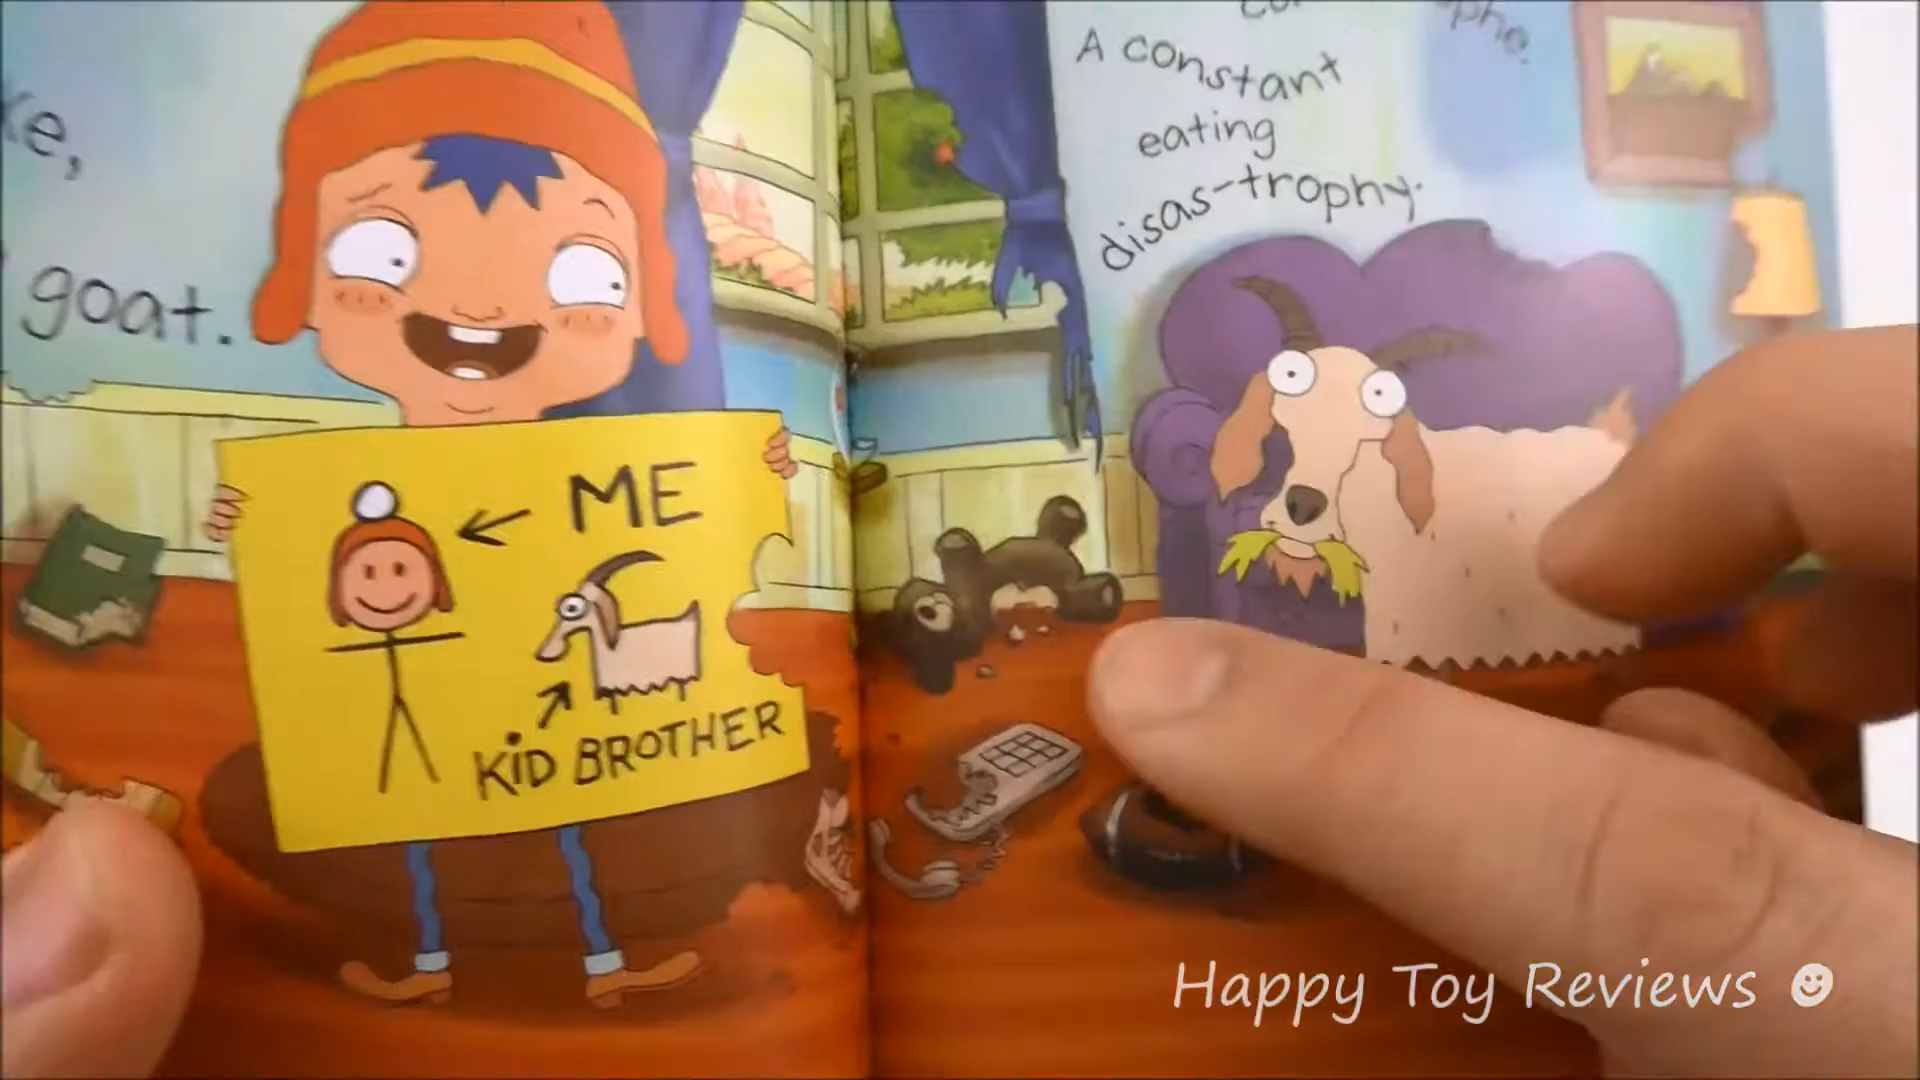 goat.
A constant
eating
disas-trophy.
ME
KiD BROTHER
Happy Toy Reviews